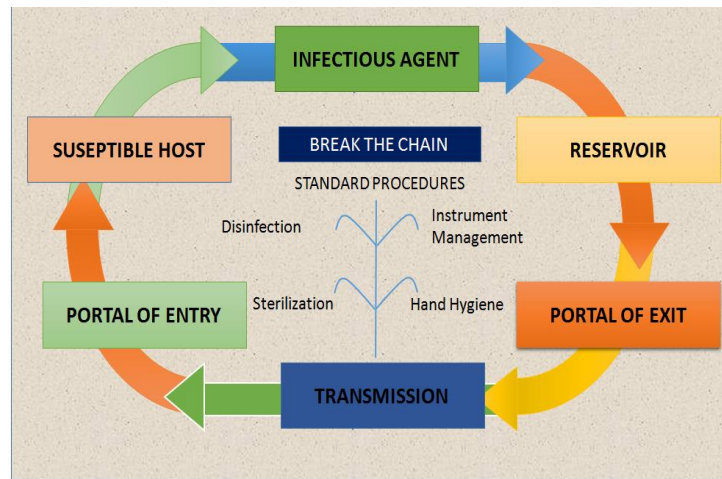 INFECTIOUS AGENT
SUSEPTIBLE HOST
BREAK THE CHAIN
RESERVOIR
STANDARD PROCEDURES
Disinfection
Instrument
Management
Sterilization
Hand Hygiene
PORTAL OF ENTRY
PORTAL OF EXIT
TRANSMISSION